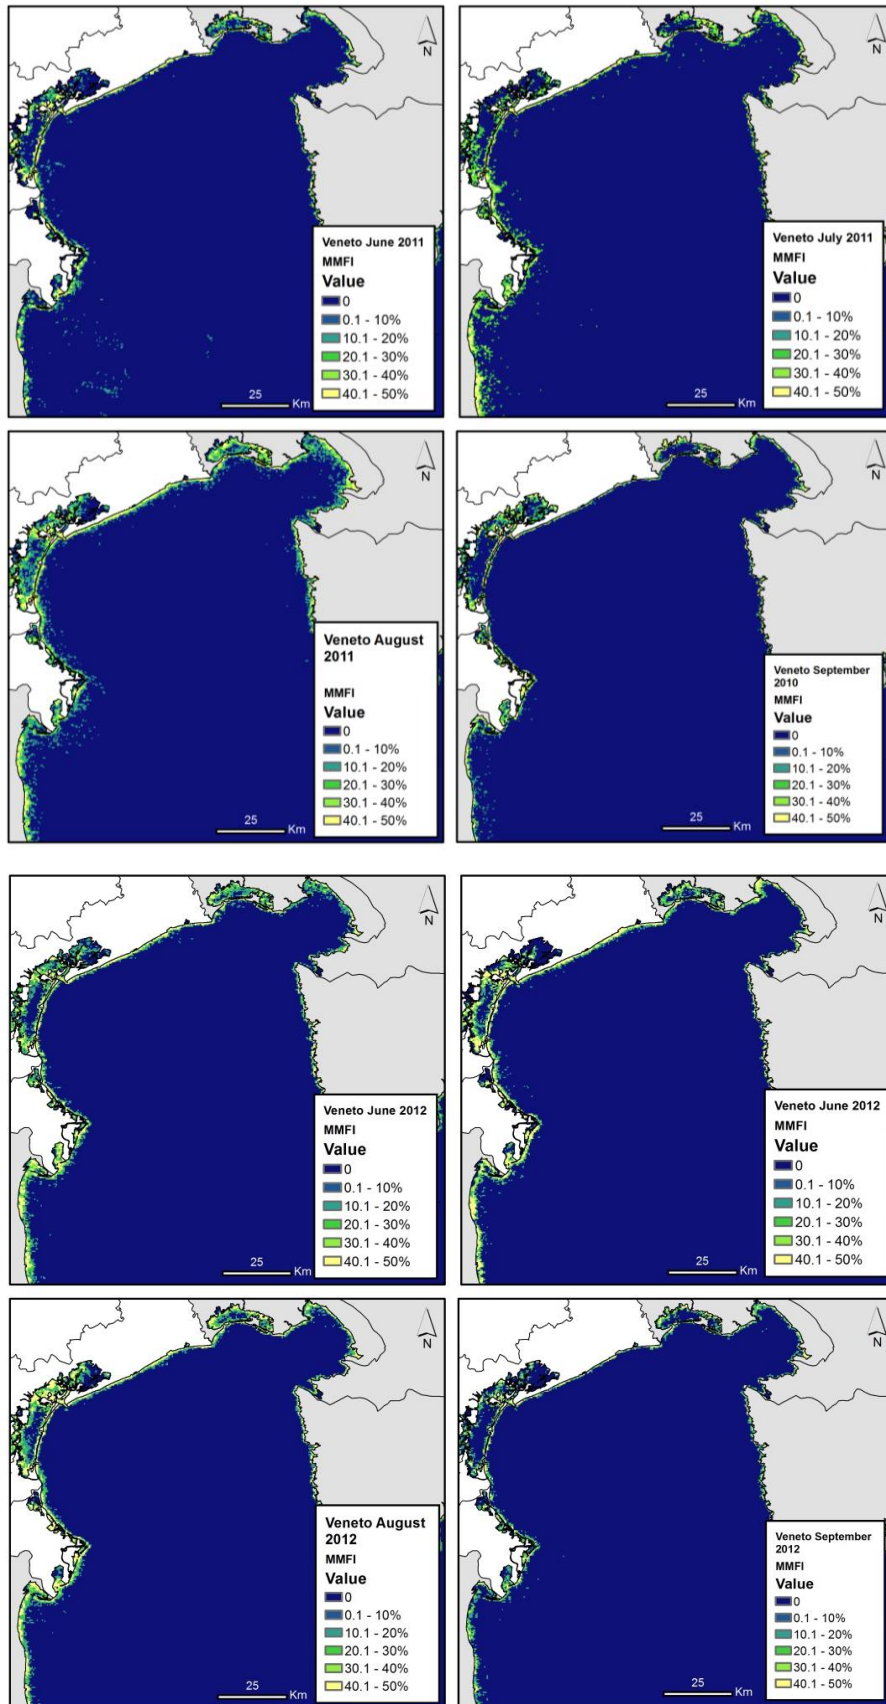 N
Veneto June 2011
MMFI
Value
0
0.1 - 10%
10.1 - 20%
20.1 - 30%
30.1 - 40%
40.1 - 50%
25
Km
N
Veneto July 2011
MMFI
Value
0
0.1 - 10%
10.1 - 20%
20.1 - 30%
30.1 - 40%
40.1 - 50%
25
Km
N
Veneto August
2011
MMFI
Value
0
0.1 - 10%
10.1 - 20%
20.1 - 30%
30.1 - 40%
40.1 - 50%
25
Km
N
Veneto September
2010
MMFI
Value
0
0.1 - 10%
10.1 - 20%
20.1 - 30%
30.1 - 40%
40.1 - 50%
25
Km
N
Veneto June 2012
MMFI
Value
0
0.1 - 10%
10.1 - 20%
20.1 - 30%
30.1 - 40%
40.1 - 50%
25
Km
N
Veneto June 2012
MMFI
Value
0
0.1 - 10%
10.1 - 20%
20.1 - 30%
30.1 - 40%
40.1 - 50%
25
Km
N
Veneto August
2012
MMFI
Value
0
0.1 - 10%
10.1 - 20%
20.1 - 30%
30.1 - 40%
40.1 - 50%
25
Km
N
Veneto September
2012
MMFI
Value
0
0.1 - 10%
10.1 - 20%
20.1 - 30%
30.1 - 40%
40.1 - 50%
25
Km